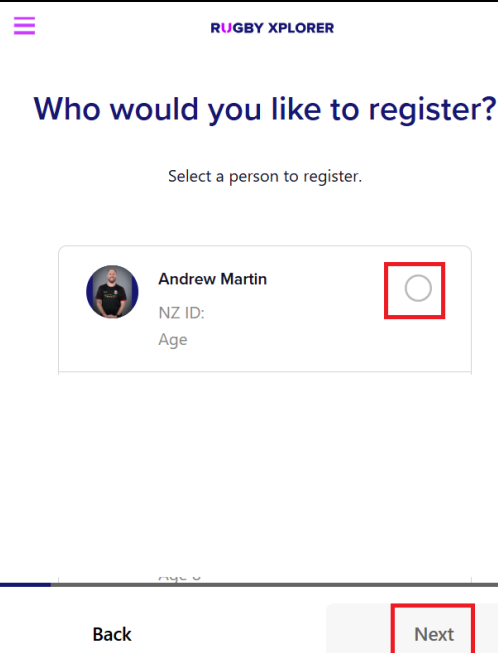 RUGBY XPLORER
Who would you like to register?
Select a person to register.
Andrew Martin
NZ ID:
Age
Back
Next